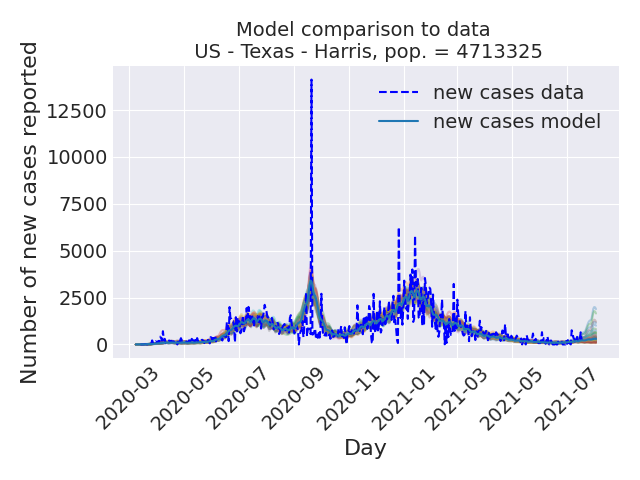 Model comparison to data
US - Texas - Harris, pop. = 4713325
new cases data
new cases model
Number of new cases reported
12500
10000
7500
5000
2500
0
2020-03
2020-05
2020-07
2020-09
2020-11
2021-01
2021-03
2021-05
2021-07
Day